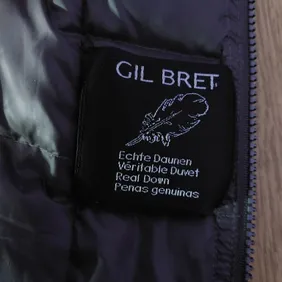 GIL BRET
Echte Daunen
Véritable Duvet
Real Down
Penas genuinas